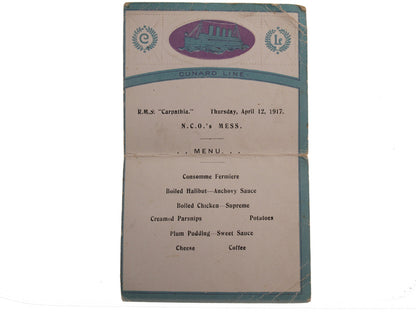 C
CUNARD LINE
R.M.S. "Carpathia." Thursday, April 12, 1917.
N.C.O.'s MESS.
. . MENU. . .
Consomme Fermiere
Boiled Halibut—Anchovy Sauce
Boiled Chicken—Supreme
Creamed Parsnips Potatoes
Plum Pudding—Sweet Sauce
Cheese Coffee